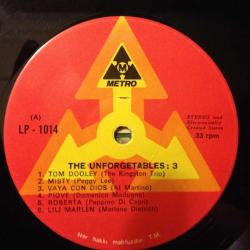 M
METRO
(A)
LP - 1014
STEREO and
Electronically
Created Stereo
33 rpm
THE UNFORGETABLES: 3
1. TOM DOOLEY (The Kingston Trio)
2. MISTY (Peggy Lee)
3. VAYA CON DIOS (Al Martino)
4. PIOVE (Domenico Modugno)
5. ROBERTA (Peppino Di Capri)
6. LILI MARLEN (Marlene Dietrich)
Her hakkı mahfuzdur. T.M.